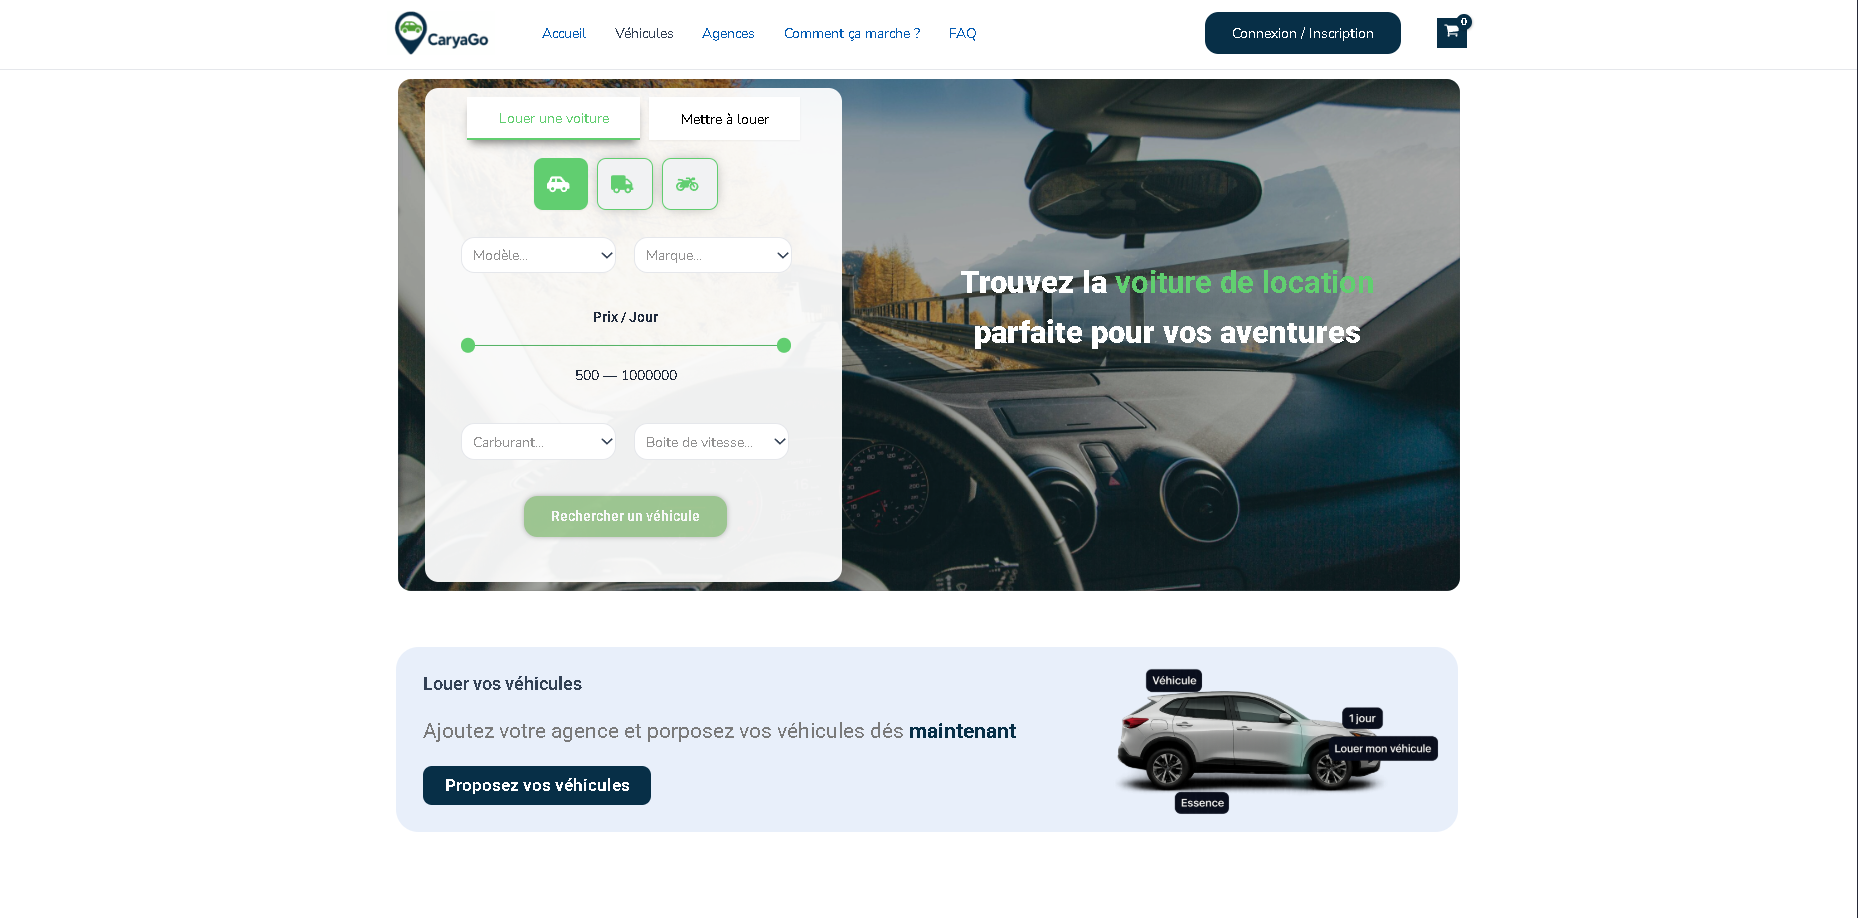 CaryaGo
Accueil
Véhicules
Agences
Comment ça marche ?
FAQ
Connexion / Inscription
0
Louer une voiture
Mettre à louer
Modèle...
Marque...
Prix / Jour
500 — 1000000
Carburant...
Boite de vitesse...
Rechercher un véhicule
Trouvez la voiture de location
parfaite pour vos aventures
Louer vos véhicules
Ajoutez votre agence et porposez vos véhicules dés maintenant
Proposez vos véhicules
Véhicule
1 jour
Louer mon véhicule
Essence